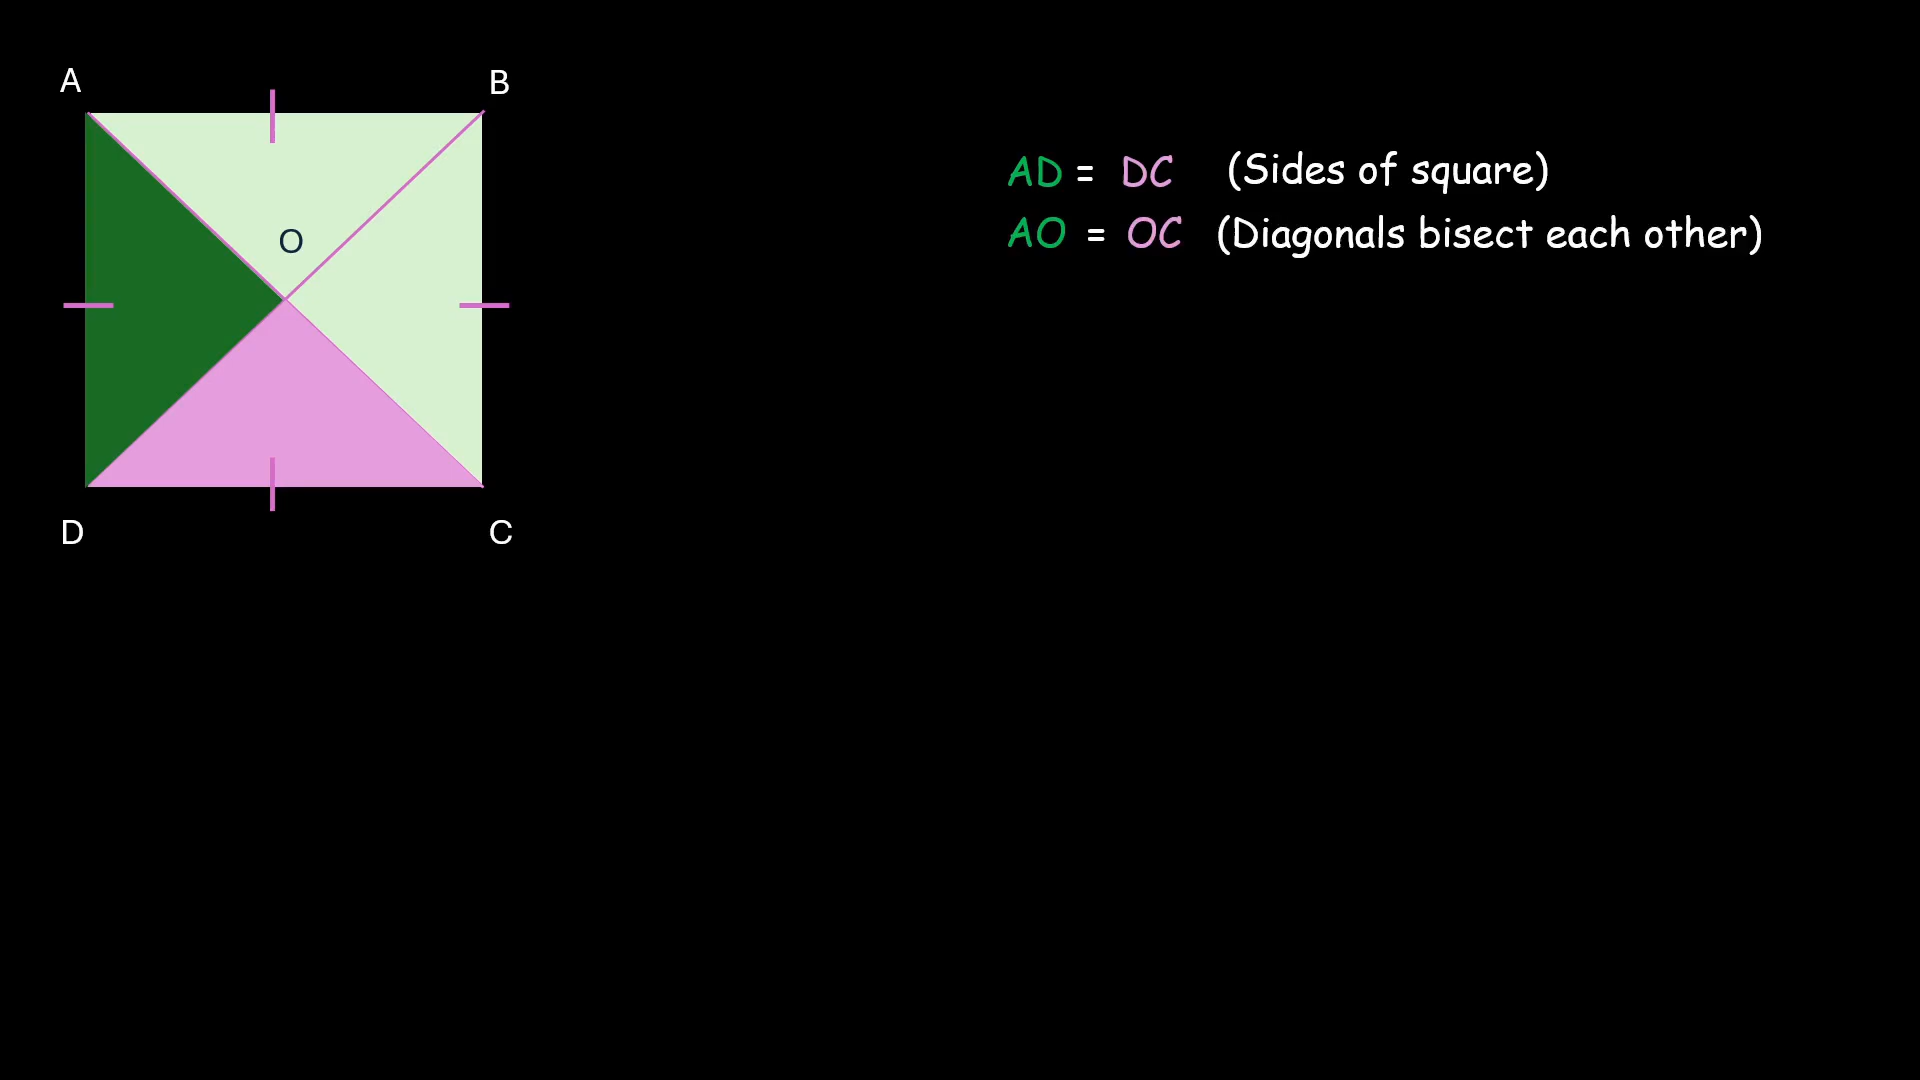 A
B
AD = DC (Sides of square)
AO = OC (Diagonals bisect each other)
O
D
C